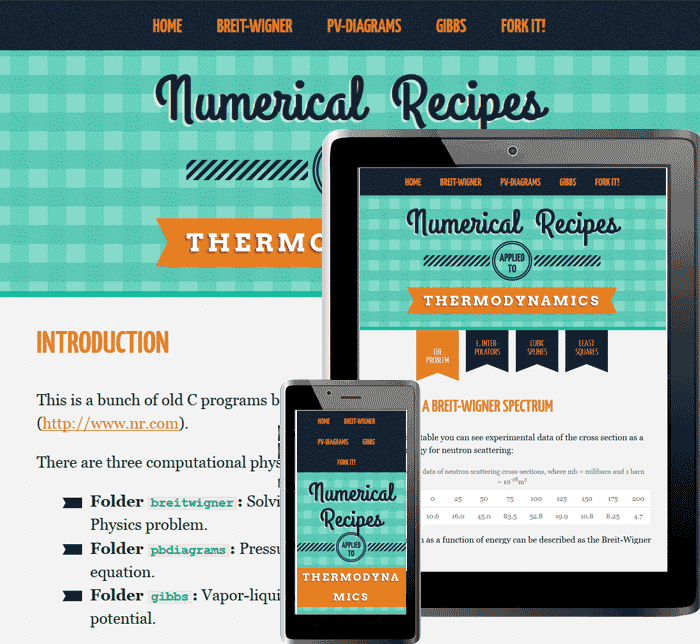 HOME BREIT-WIGNER PV-DIAGRAMS GIBBS FORK IT!
Numerical Recipes
THERMO
INTRODUCTION
This is a bunch of old C programs b
(http://www.nr.com).
There are three computational phys
Folder breitwigner: Solvi
Physics problem.
Folder pbdiagrams: Pressu
equation.
Folder gibbs: Vapor-liqui
potential.
HOME BREIT-WIGNER PV-DIAGRAMS GIBBS FORK IT!
Numerical Recipes
APPLIED
TO
THERMODYNAMICS
THE
PROBLEM
L. INTER-
POLATORS
CUBIC
SPLINES
LEAST
SQUARES
A BREIT-WIGNER SPECTRUM
table you can see experimental data of the cross section as a
gy for neutron scattering:
data of neutron scattering cross-sections, where mb = milibarn and 1 barn
= 10⁻²⁸m²
0 25 50 75 100 125 150 175 200
10.6 16.0 45.0 83.5 52.8 19.9 10.8 8.25 4.7
n as a function of energy can be described as the Breit-Wigner
HOME BREIT-WIGNER
PV-DIAGRAMS GIBBS
FORK IT!
Numerical
Recipes
APPLIED
TO
THERMODYNA
MICS